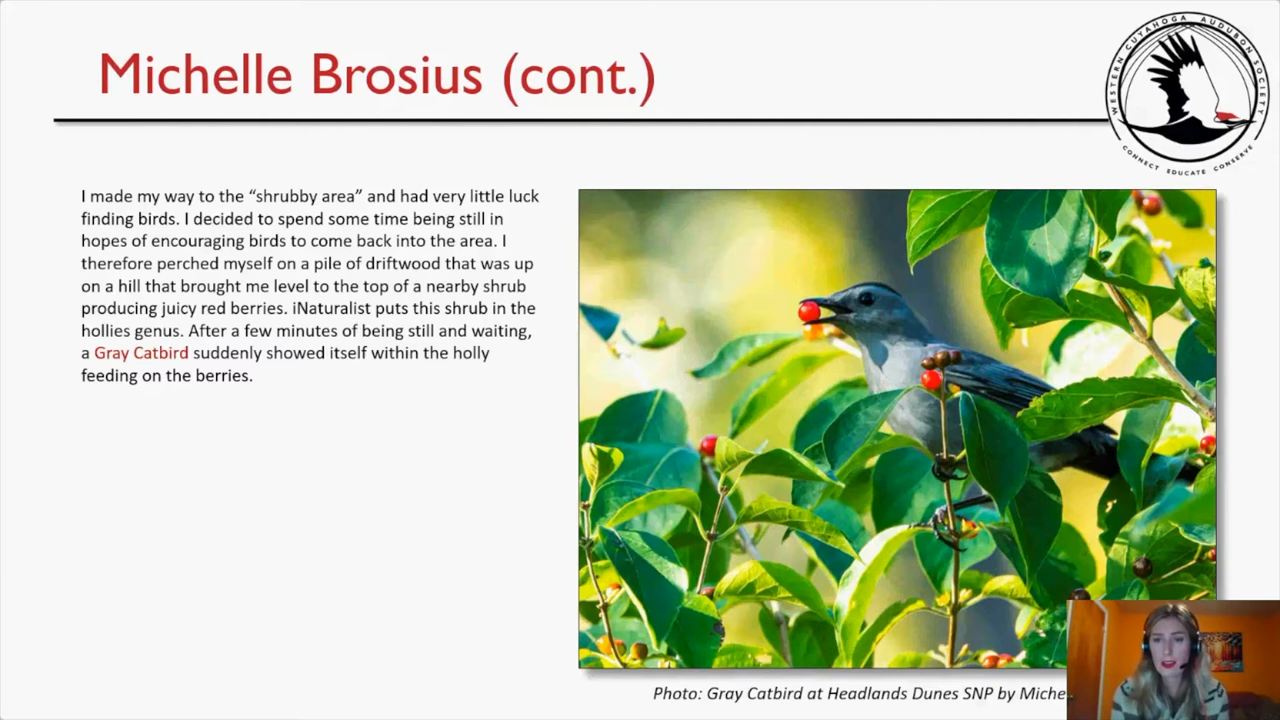 Michelle Brosius (cont.)
WESTERN CUYAHOGA AUDUBON SOCIETY
CONNECT EDUCATE CONSERVE
I made my way to the “shrubby area” and had very little luck
finding birds. I decided to spend some time being still in
hopes of encouraging birds to come back into the area. I
therefore perched myself on a pile of driftwood that was up
on a hill that brought me level to the top of a nearby shrub
producing juicy red berries. iNaturalist puts this shrub in the
hollies genus. After a few minutes of being still and waiting,
a Gray Catbird suddenly showed itself within the holly
feeding on the berries.
Photo: Gray Catbird at Headlands Dunes SNP by